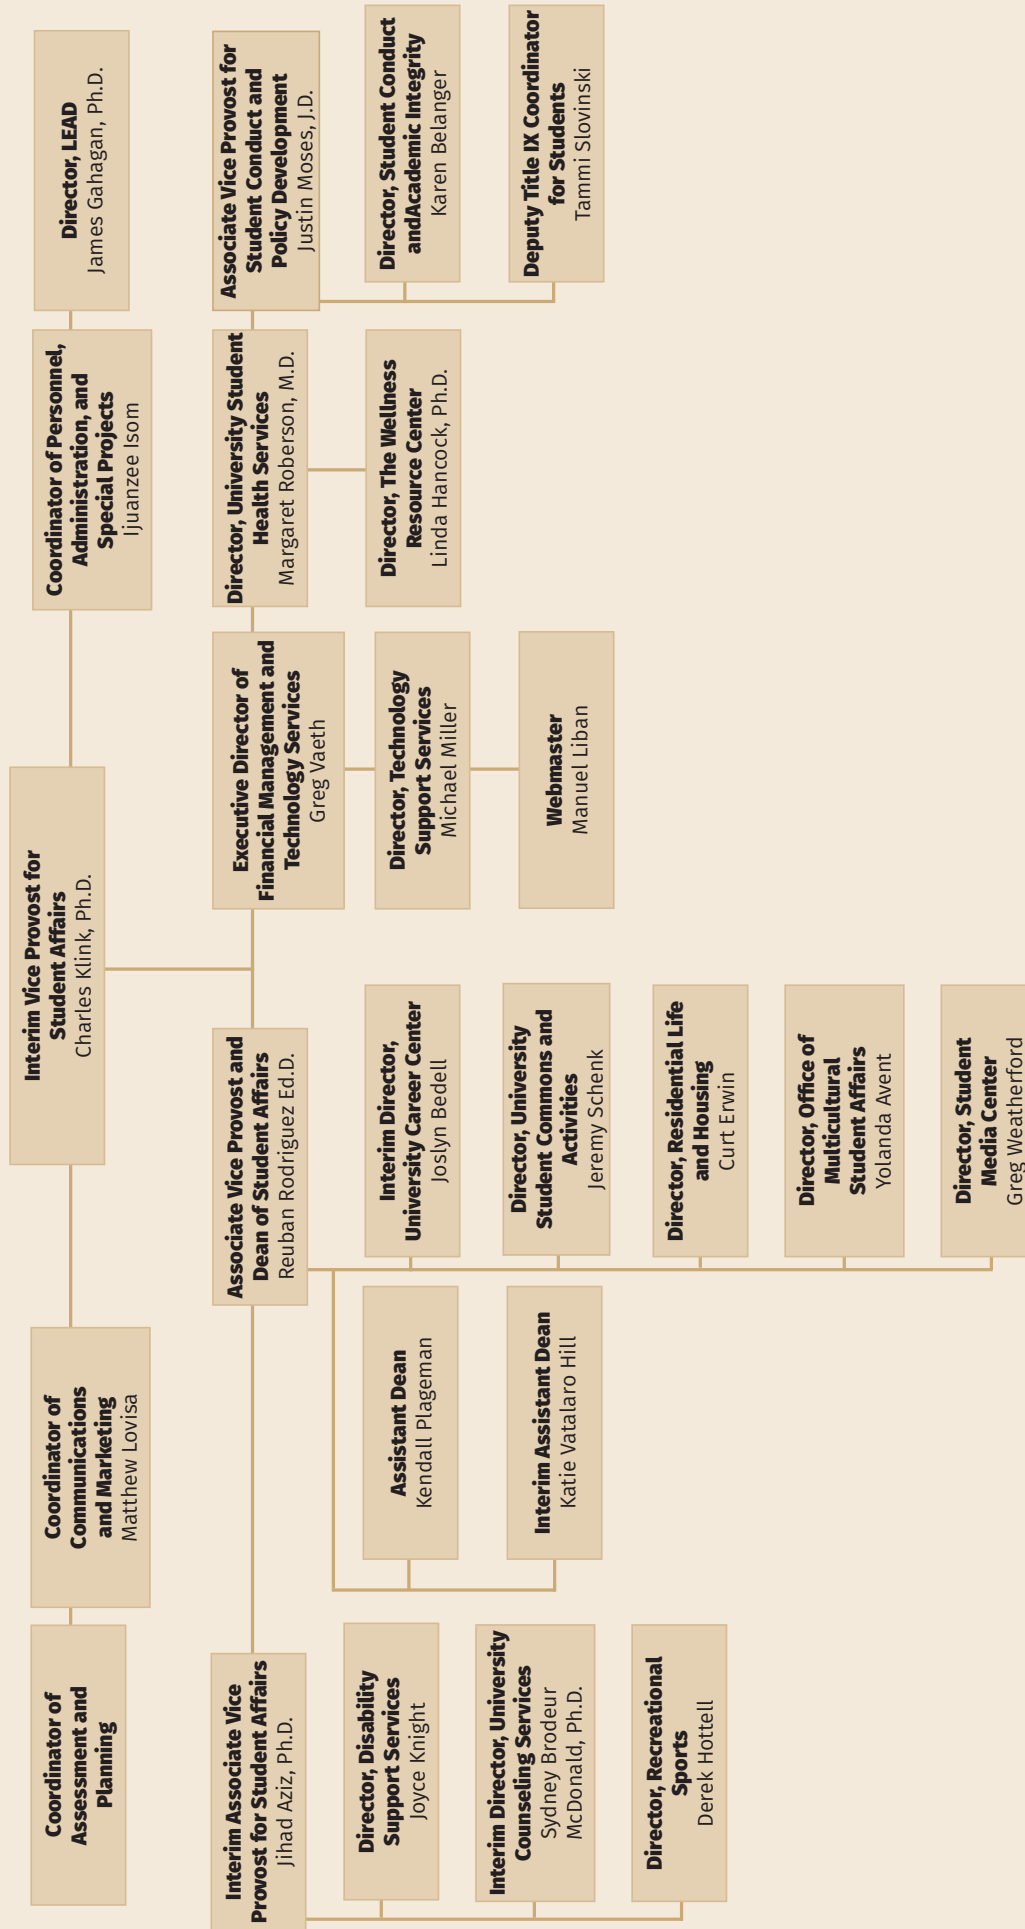 Interim Vice Provost for
Student Affairs
Charles Klink, Ph.D.
Coordinator of
Assessment and
Planning
Coordinator of
Communications
and Marketing
Matthew Lovisa
Coordinator of Personnel,
Administration, and
Special Projects
Ijuanzee Isom
Director, LEAD
James Gahagan, Ph.D.
Interim Associate Vice
Provost for Student Affairs
Jihad Aziz, Ph.D.
Director, Disability
Support Services
Joyce Knight
Interim Director, University
Counseling Services
Sydney Brodeur
McDonald, Ph.D.
Director, Recreational
Sports
Derek Hottell
Associate Vice Provost and
Dean of Student Affairs
Reuban Rodriguez Ed.D.
Assistant Dean
Kendall Plageman
Interim Assistant Dean
Katie Vatalaro Hill
Interim Director,
University Career Center
Joslyn Bedell
Director, University
Student Commons and
Activities
Jeremy Schenk
Director, Residential Life
and Housing
Curt Erwin
Director, Office of
Multicultural
Student Affairs
Yolanda Avent
Director, Student
Media Center
Greg Weatherford
Executive Director of
Financial Management and
Technology Services
Greg Vaeth
Director, Technology
Support Services
Michael Miller
Webmaster
Manuel Liban
Director, University Student
Health Services
Margaret Roberson, M.D.
Director, The Wellness
Resource Center
Linda Hancock, Ph.D.
Associate Vice Provost for
Student Conduct and
Policy Development
Justin Moses, J.D.
Director, Student Conduct
andAcademic Integrity
Karen Belanger
Deputy Title IX Coordinator
for Students
Tammi Slovinski